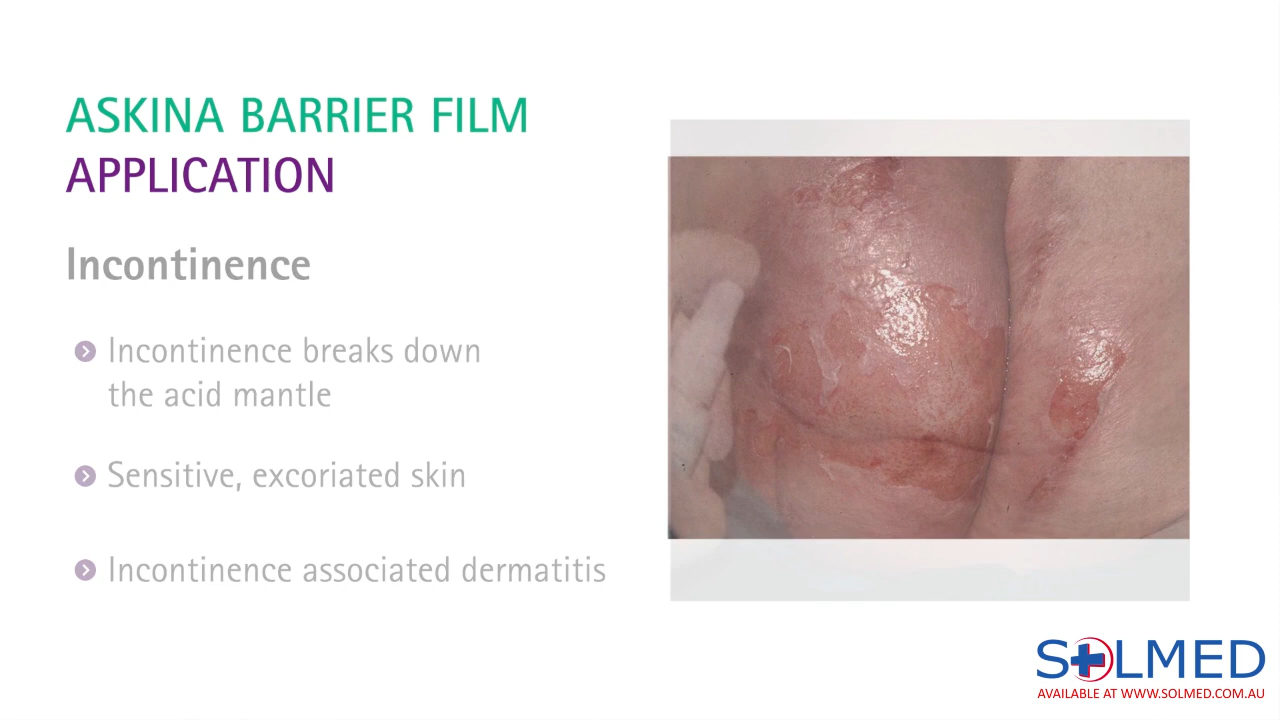 ASKINA BARRIER FILM
APPLICATION
Incontinence
Incontinence breaks down
the acid mantle
Sensitive, excoriated skin
Incontinence associated dermatitis
SOLMED
AVAILABLE AT WWW.SOLMED.COM.AU